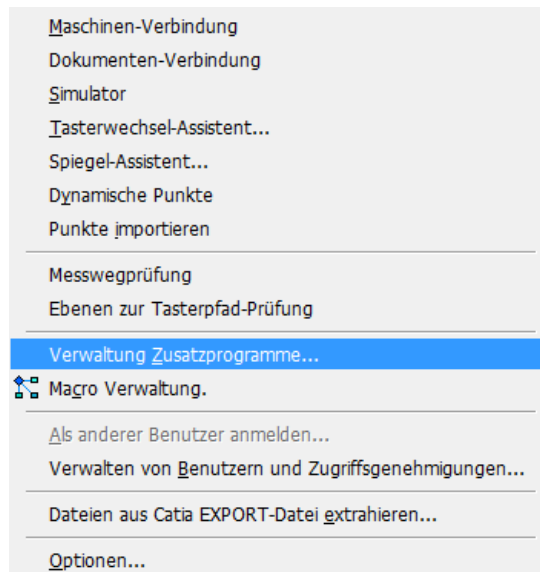 Maschinen-Verbindung
Dokumenten-Verbindung
Simulator
Tasterwechsel-Assistent...
Spiegel-Assistent...
Dynamische Punkte
Punkte importieren
Messwegprüfung
Ebenen zur Tasterpfad-Prüfung
Verwaltung Zusatzprogramme...
Macro Verwaltung.
Als anderer Benutzer anmelden...
Verwalten von Benutzern und Zugriffsgenehmigungen...
Dateien aus Catia EXPORT-Datei extrahieren...
Optionen...